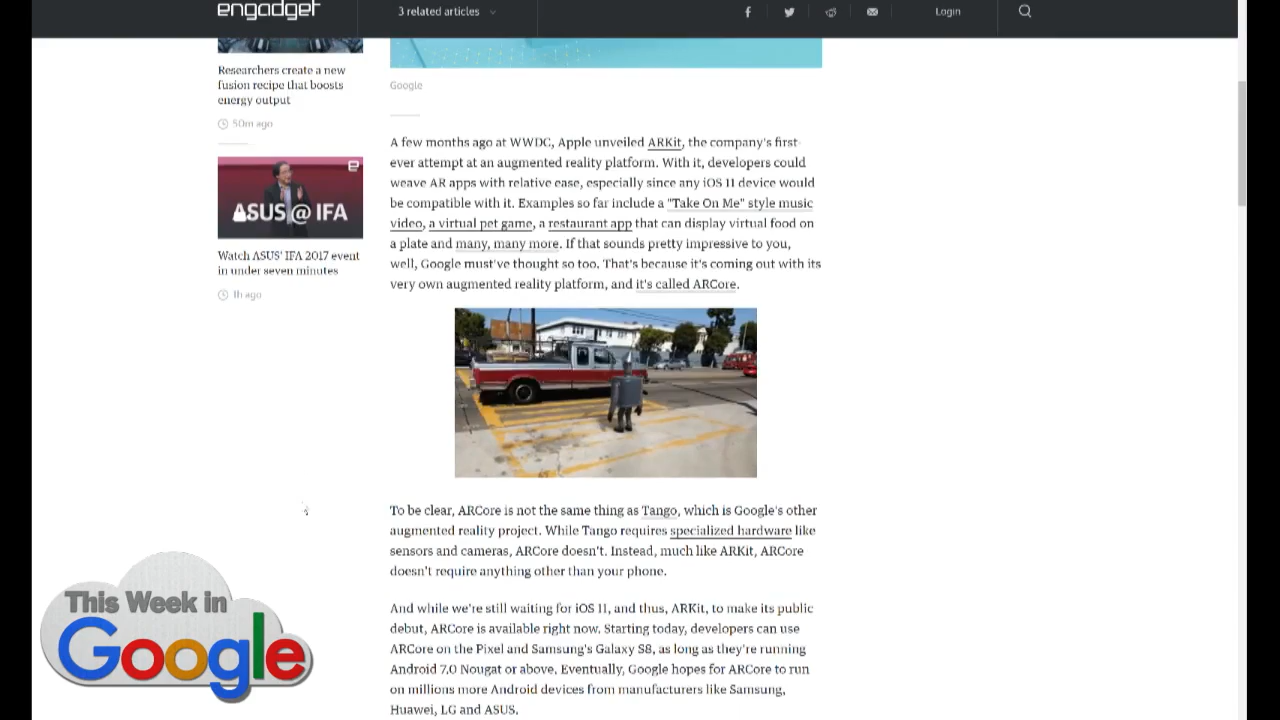 engadget
3 related articles
Login
Researchers create a new
fusion recipe that boosts
energy output
50m ago
ASUS @ IFA
Watch ASUS' IFA 2017 event
in under seven minutes
1h ago
Google
A few months ago at WWDC, Apple unveiled ARKit, the company's first-
ever attempt at an augmented reality platform. With it, developers could
weave AR apps with relative ease, especially since any iOS 11 device would
be compatible with it. Examples so far include a "Take On Me" style music
video, a virtual pet game, a restaurant app that can display virtual food on
a plate and many, many more. If that sounds pretty impressive to you,
well, Google must've thought so too. That's because it's coming out with its
very own augmented reality platform, and it's called ARCore.
To be clear, ARCore is not the same thing as Tango, which is Google's other
augmented reality project. While Tango requires specialized hardware like
sensors and cameras, ARCore doesn't. Instead, much like ARKit, ARCore
doesn't require anything other than your phone.
And while we're still waiting for iOS 11, and thus, ARKit, to make its public
debut, ARCore is available right now. Starting today, developers can use
ARCore on the Pixel and Samsung's Galaxy S8, as long as they're running
Android 7.0 Nougat or above. Eventually, Google hopes for ARCore to run
on millions more Android devices from manufacturers like Samsung,
Huawei, LG and ASUS.
This Week in
Google